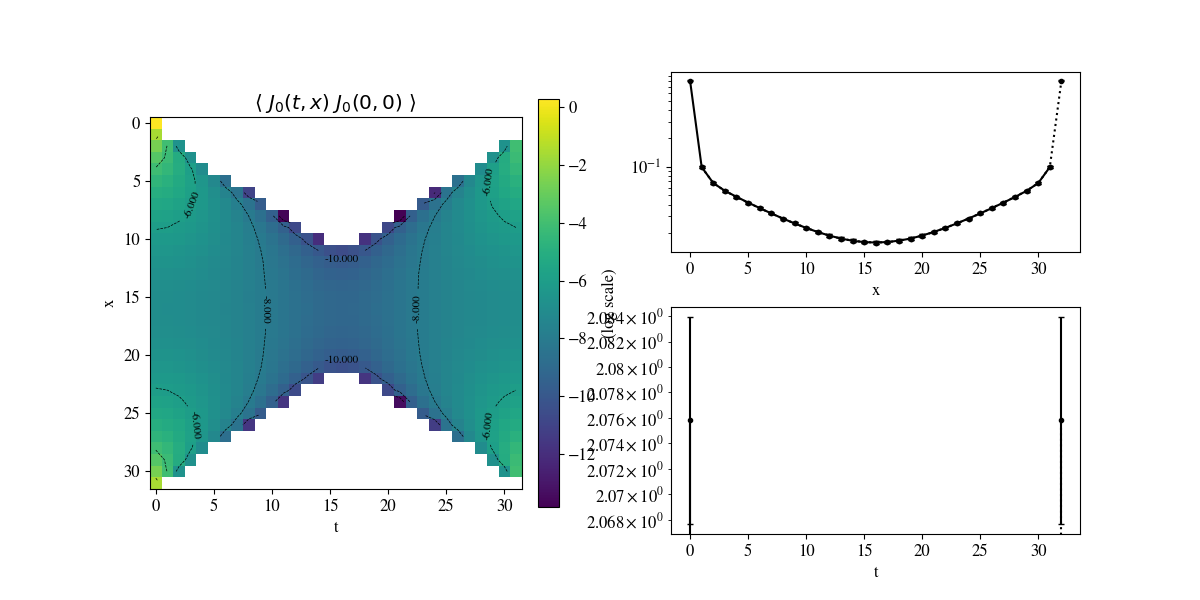 ⟨ J₀(t, x) J₀(0, 0) ⟩
0
5
10
15
20
25
30
x
0
5
10
15
20
25
30
t
-6.000
-6.000
-8.000
-8.000
-10.000
-10.000
-6.000
-6.000
0
−2
−4
−6
−8
−10
−12
(log scale)
10⁻¹
0
5
10
15
20
25
30
x
2.084 × 10⁰
2.082 × 10⁰
2.08 × 10⁰
2.078 × 10⁰
2.076 × 10⁰
2.074 × 10⁰
2.072 × 10⁰
2.07 × 10⁰
2.068 × 10⁰
0
5
10
15
20
25
30
t